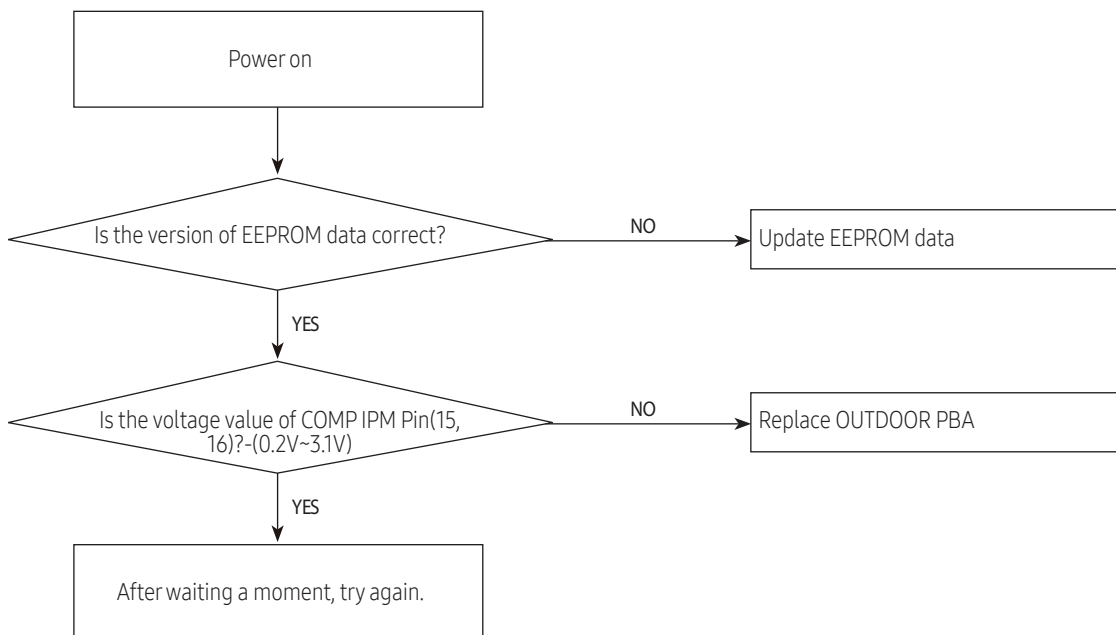 Power on
Is the version of EEPROM data correct?
NO
Update EEPROM data
YES
Is the voltage value of COMP IPM Pin(15,
16)?-(0.2V~3.1V)
NO
Replace OUTDOOR PBA
YES
After waiting a moment, try again.